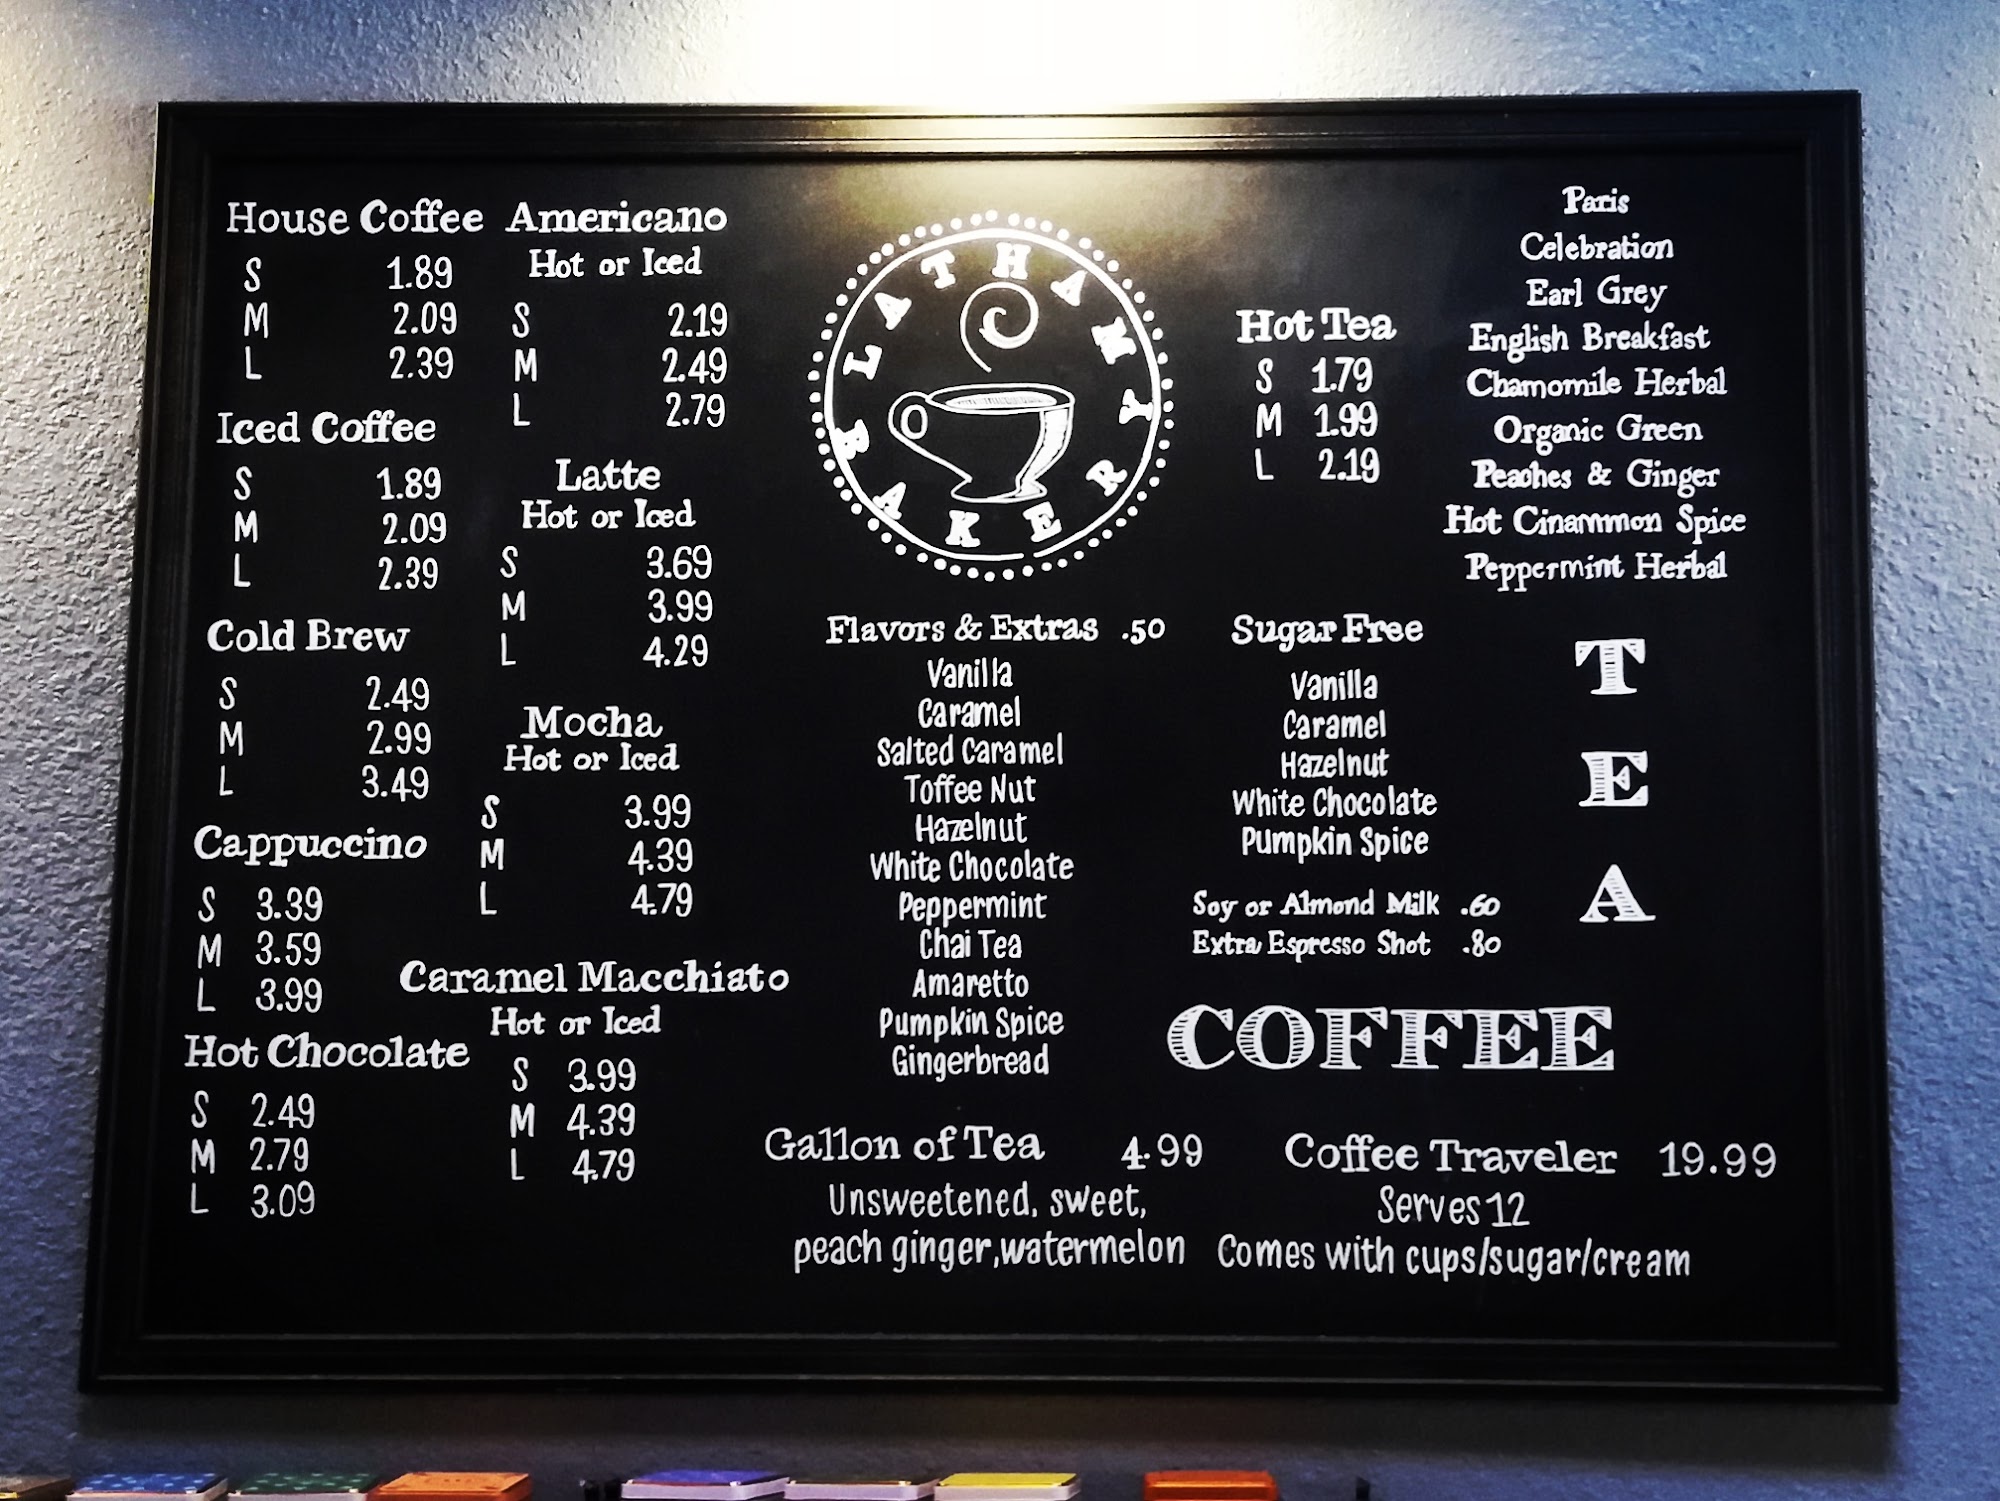 House Coffee
S 1.89
M 2.09
L 2.39
Iced Coffee
S 1.89
M 2.09
L 2.39
Cold Brew
S 2.49
M 2.99
L 3.49
Cappuccino
S 3.39
M 3.59
L 3.99
Hot Chocolate
S 2.49
M 2.79
L 3.09
Americano
Hot or Iced
S 2.19
M 2.49
L 2.79
Latte
Hot or Iced
S 3.69
M 3.99
L 4.29
Mocha
Hot or Iced
S 3.99
M 4.39
L 4.79
Caramel Macchiato
Hot or Iced
S 3.99
M 4.39
L 4.79
LATHAM'S BAKERY
Flavors & Extras .50
Vanilla
Caramel
Salted Caramel
Toffee Nut
Hazelnut
White Chocolate
Peppermint
Chai Tea
Amaretto
Pumpkin Spice
Gingerbread
Hot Tea
S 1.79
M 1.99
L 2.19
Paris
Celebration
Earl Grey
English Breakfast
Chamomile Herbal
Organic Green
Peaches & Ginger
Hot Cinammon Spice
Peppermint Herbal
Sugar Free
Vanilla
Caramel
Hazelnut
White Chocolate
Pumpkin Spice
Soy or Almond Milk .60
Extra Espresso Shot .80
TEA
COFFEE
Gallon of Tea 4.99
Unsweetened, sweet,
peach ginger,watermelon
Coffee Traveler 19.99
Serves 12
Comes with cups/sugar/cream